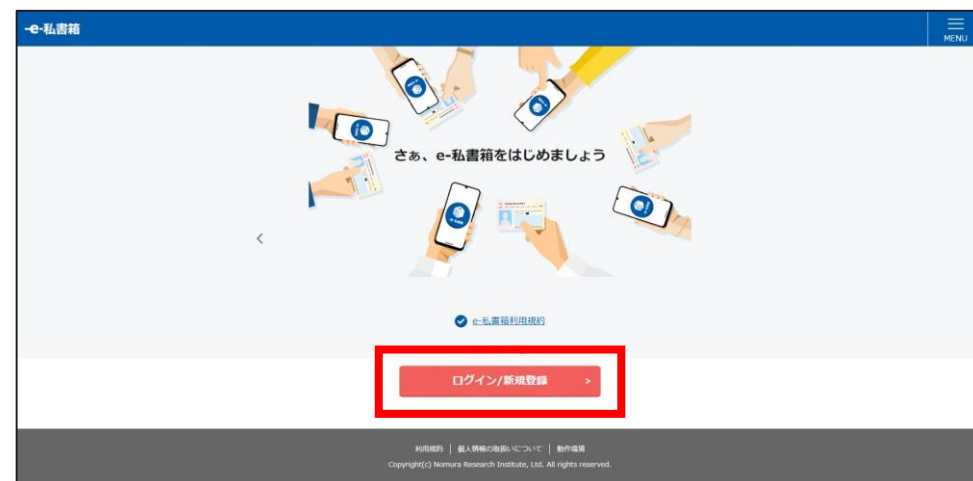 -e-私書箱
MENU
さぁ、e-私書箱をはじめましょう
e-私書箱利用規約
ログイン/新規登録 >
利用規約 | 個人情報の取扱いについて | 動作環境
Copyright(c) Nomura Research Institute, Ltd. All rights reserved.